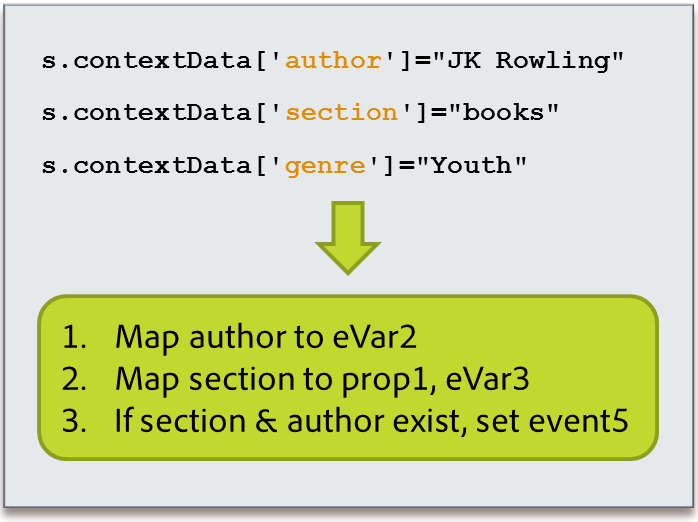 s.contextData['author']="JK Rowling"
s.contextData['section']="books"
s.contextData['genre']="Youth"
1. Map author to eVar2
2. Map section to prop1, eVar3
3. If section & author exist, set event5